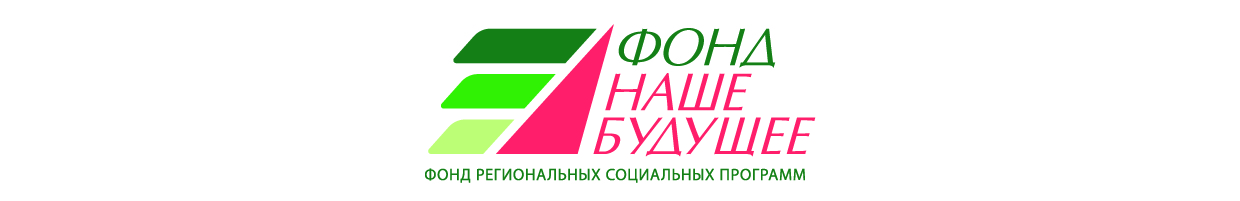 ФОНД
НАШЕ
БУДУЩЕЕ
ФОНД РЕГИОНАЛЬНЫХ СОЦИАЛЬНЫХ ПРОГРАММ